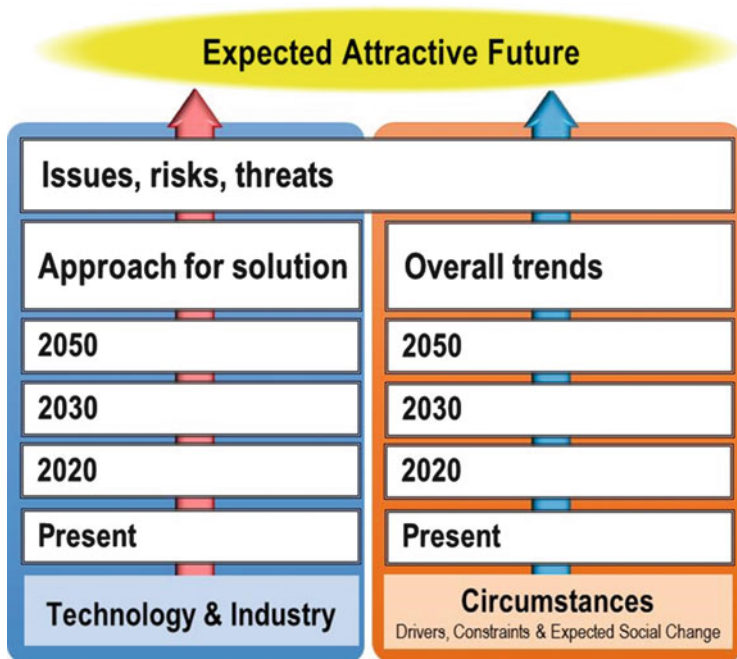 Expected Attractive Future
Issues, risks, threats
Approach for solution
2050
2030
2020
Present
Technology & Industry
Overall trends
2050
2030
2020
Present
Circumstances
Drivers, Constraints & Expected Social Change